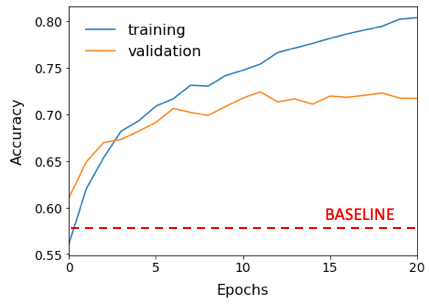 0.80
0.75
0.70
0.65
0.60
0.55
Accuracy
training
validation
BASELINE
0 5 10 15 20
Epochs